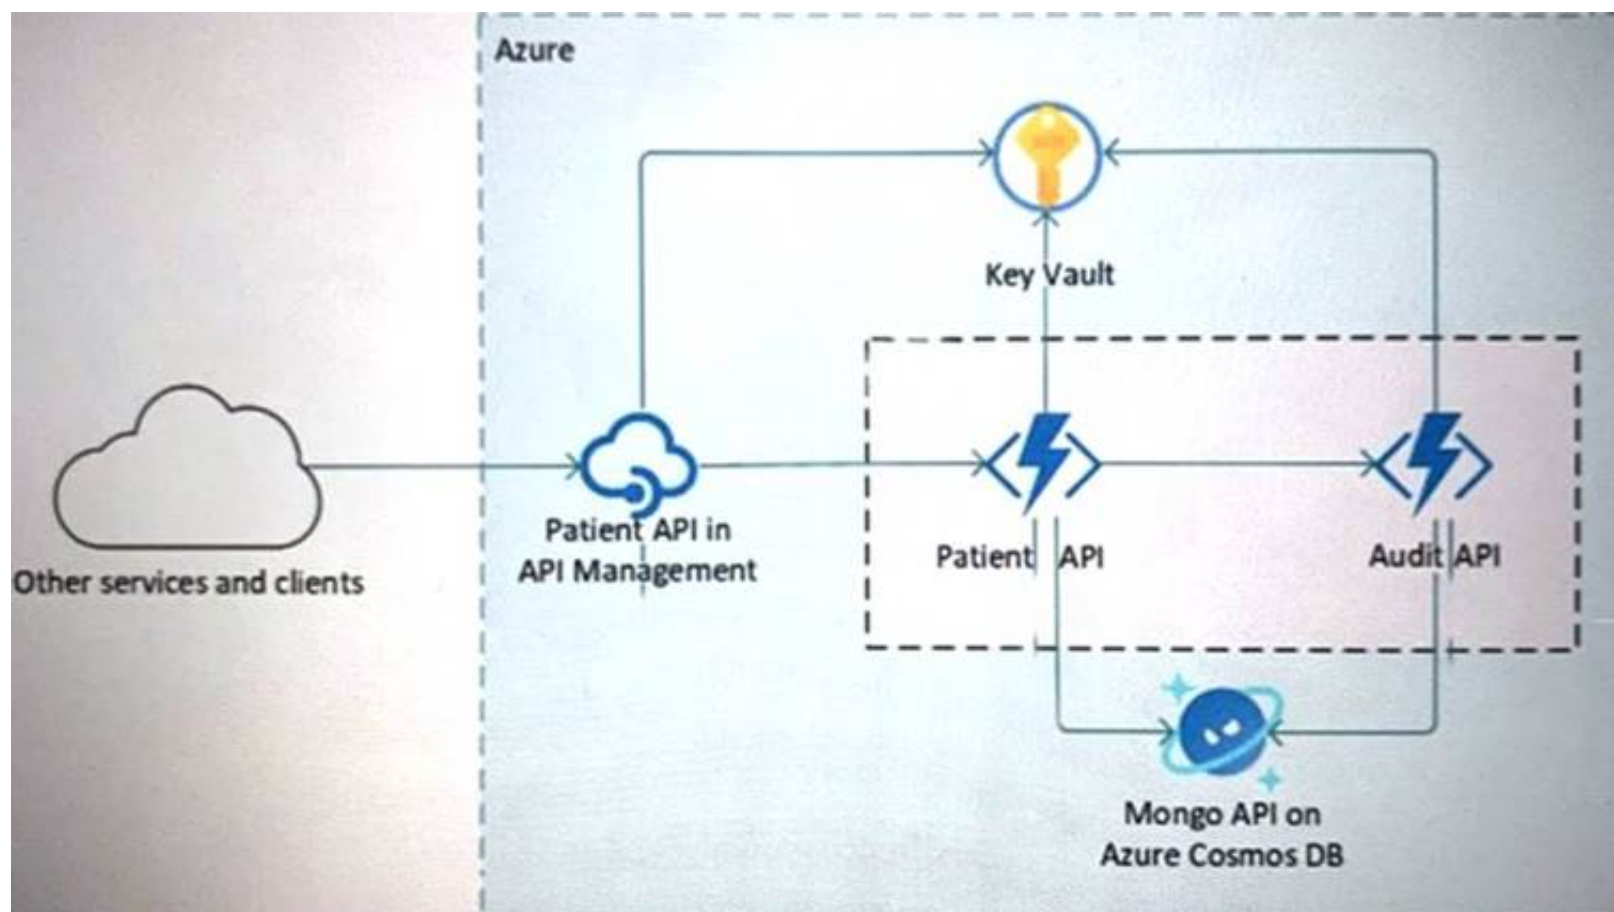 Azure
Key Vault
Other services and clients
Patient API in
API Management
Patient API
Audit API
Mongo API on
Azure Cosmos DB